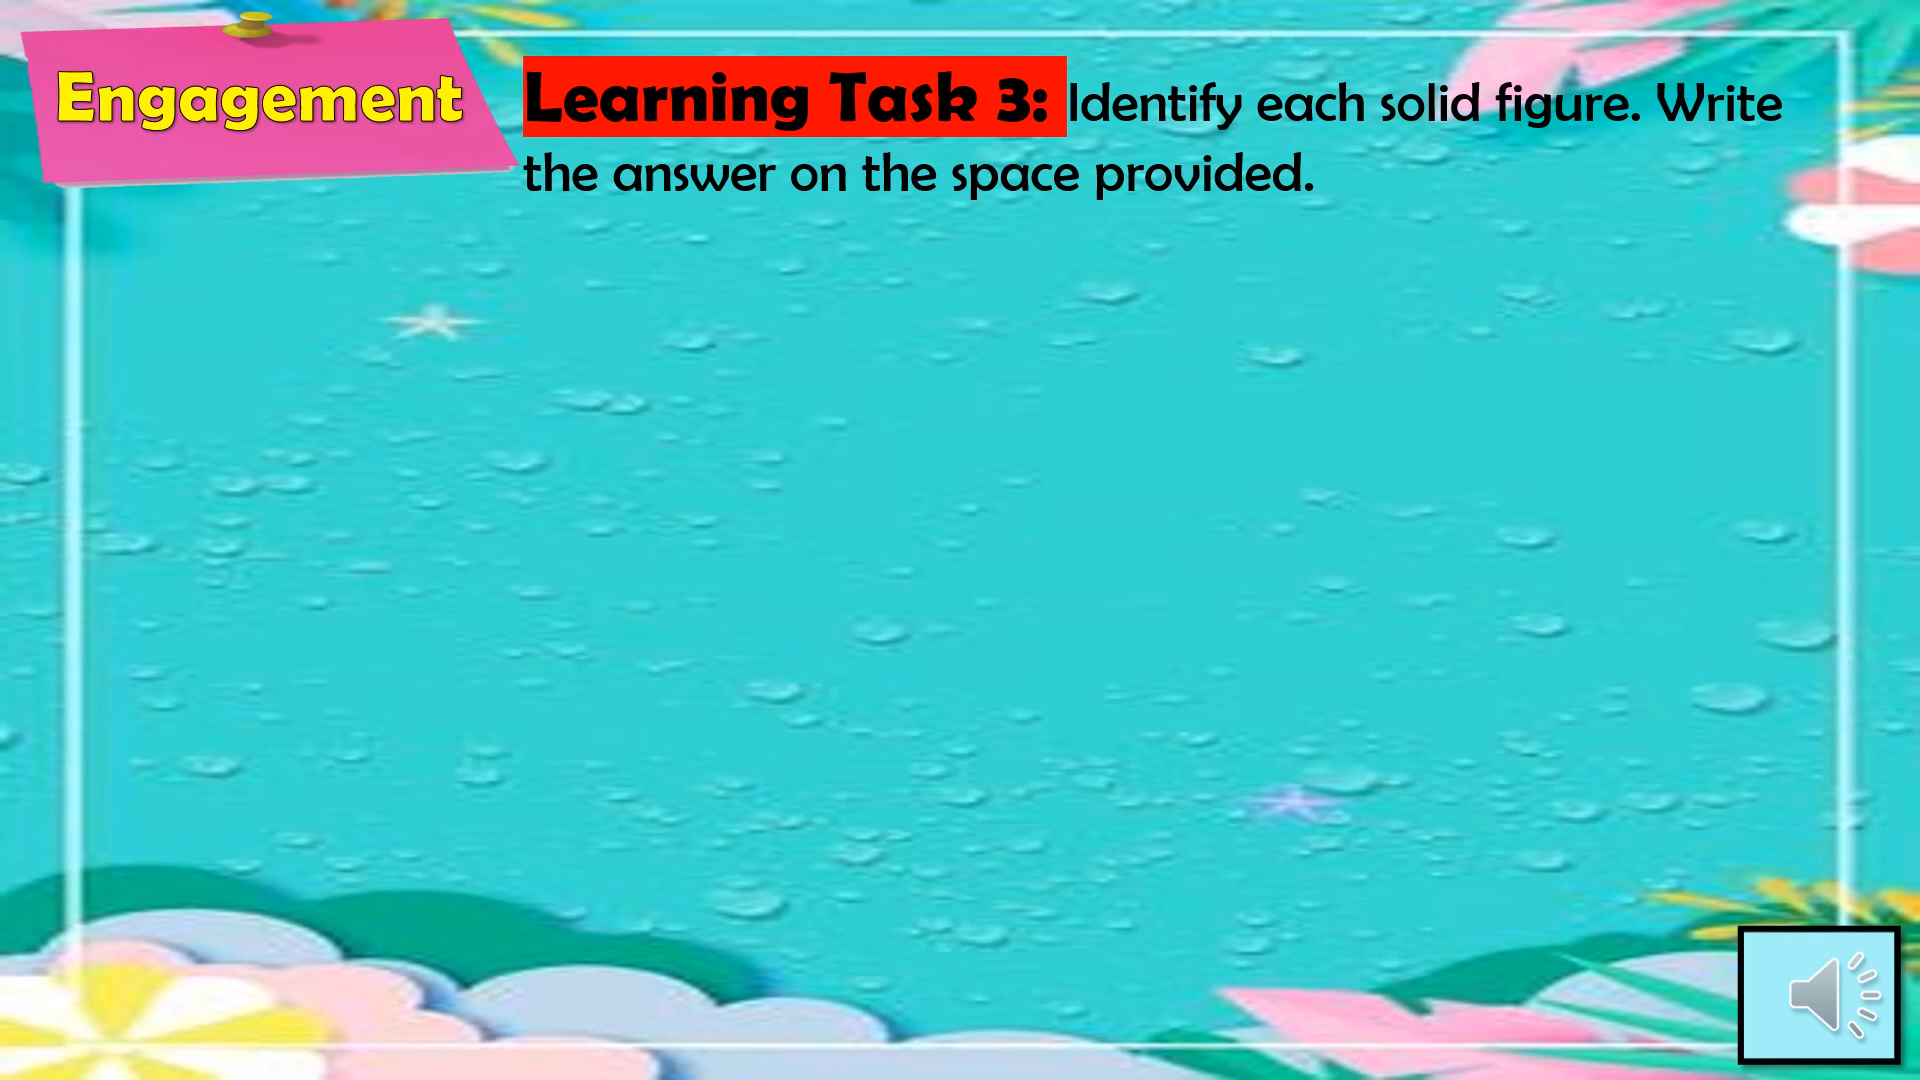 Engagement
Learning Task 3: Identify each solid figure. Write
the answer on the space provided.